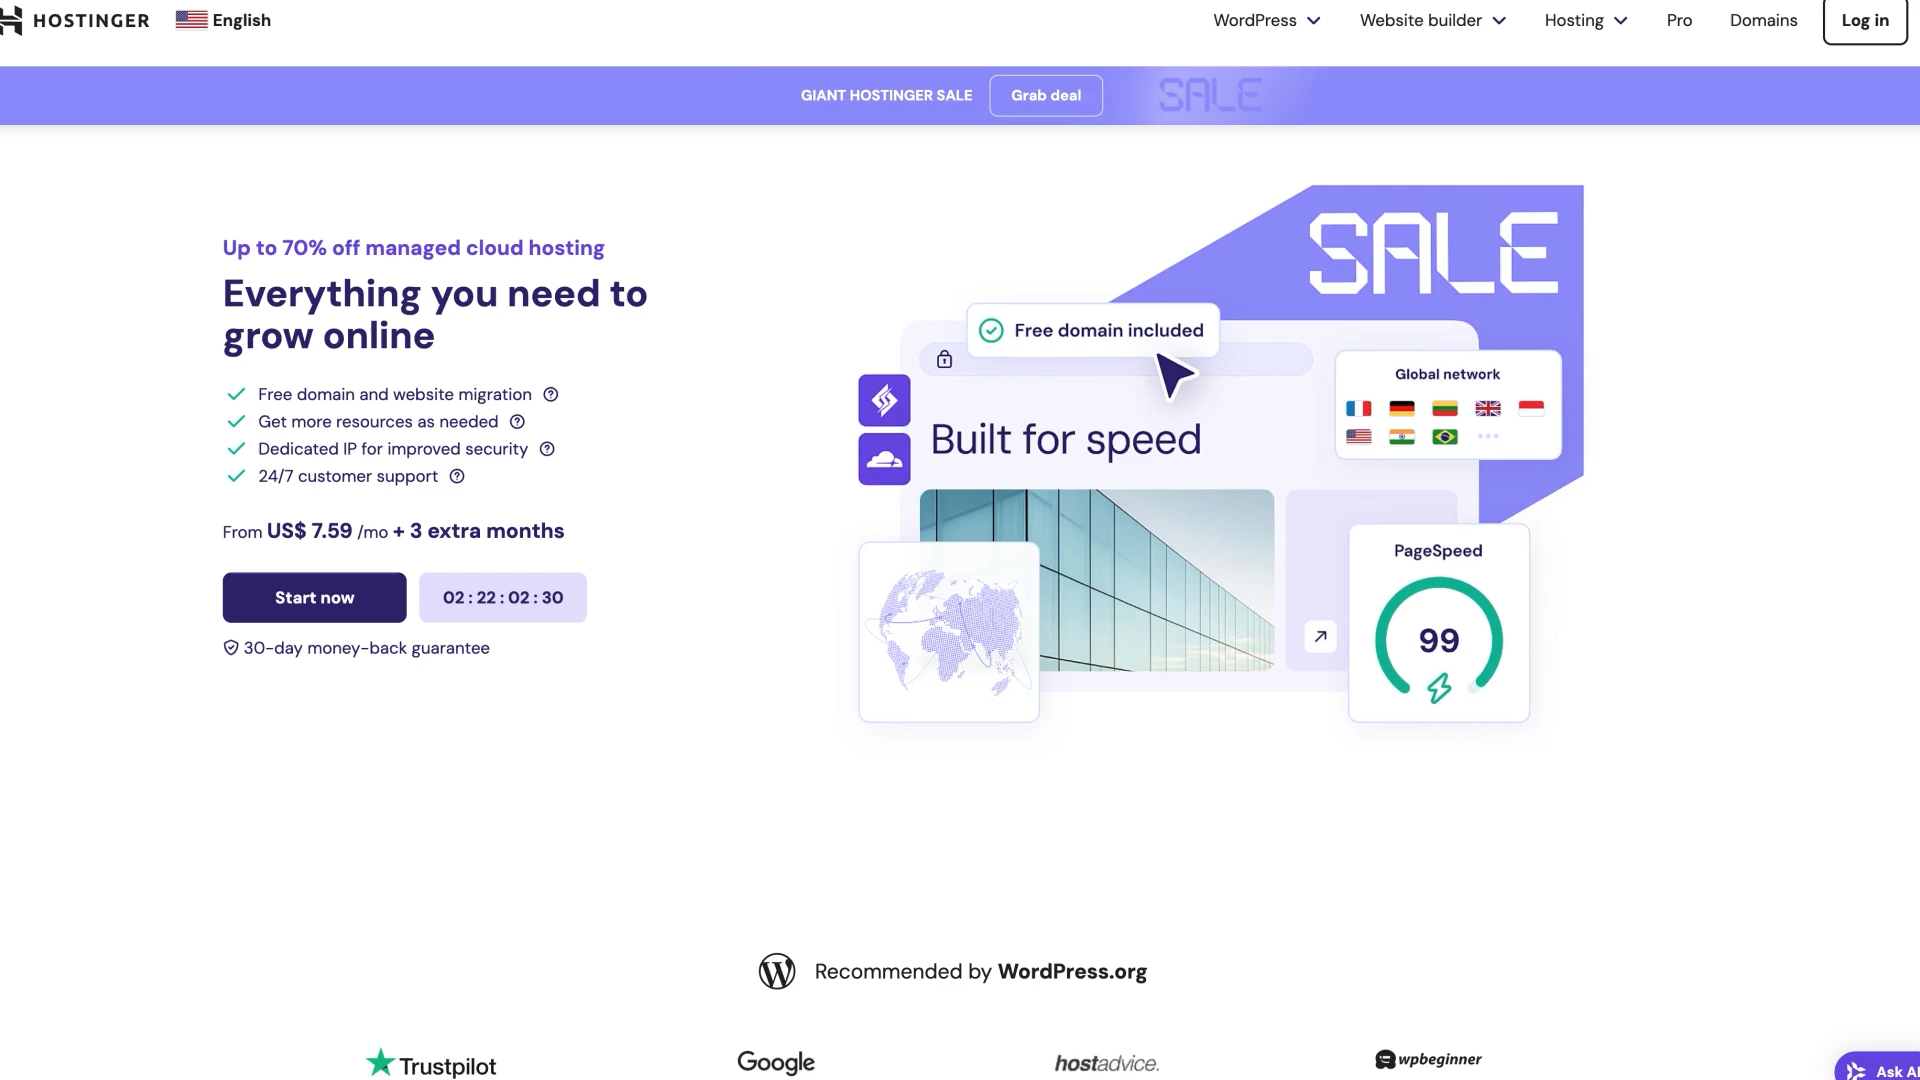 HOSTINGER
English
WordPress
Website builder
Hosting
Pro
Domains
Log in
GIANT HOSTINGER SALE
Grab deal
SALE
Up to 70% off managed cloud hosting
Everything you need to
grow online
Free domain and website migration
Get more resources as needed
Dedicated IP for improved security
24/7 customer support
From US$ 7.59 /mo + 3 extra months
Start now
02 : 22 : 02 : 30
30-day money-back guarantee
SALE
Free domain included
Global network
Built for speed
PageSpeed
99
Recommended by WordPress.org
Trustpilot
Google
hostadvice.
wpbeginner
Ask AI